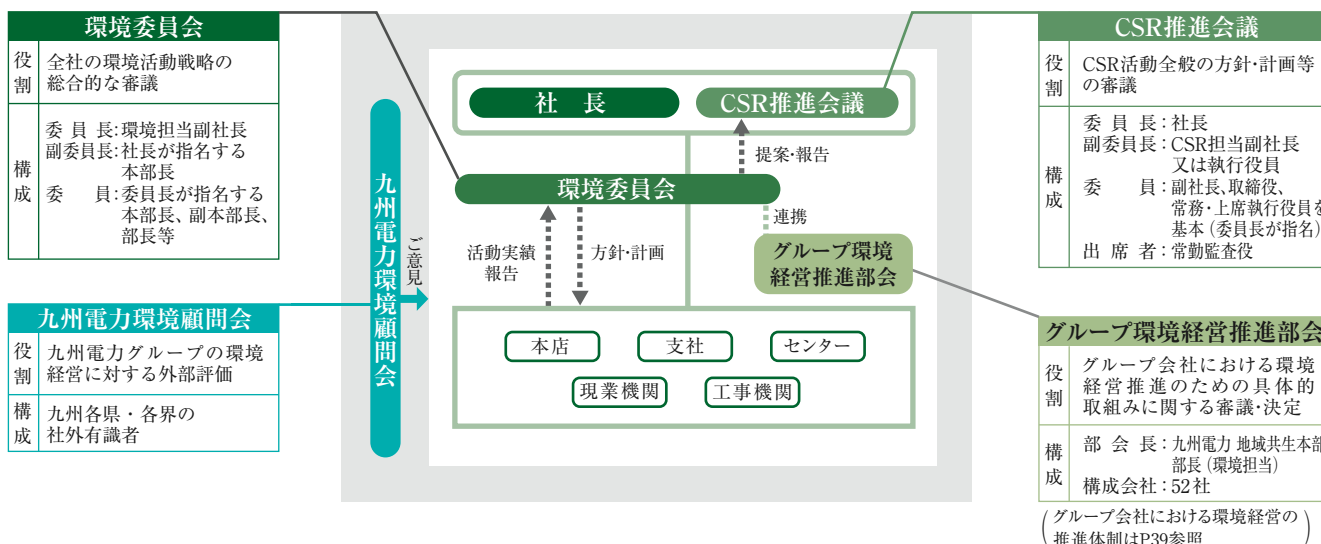 環境委員会
役割
全社の環境活動戦略の
総合的な審議
構成
委員長:環境担当副社長
副委員長:社長が指名する
本部長
委員:委員長が指名する
本部長、副本部長、
部長等
九州電力環境顧問会
役割
九州電力グループの環境
経営に対する外部評価
構成
九州各県・各界の
社外有識者
九州電力環境顧問会
ご意見
社長
CSR推進会議
提案・報告
環境委員会
連携
活動実績
報告
方針・計画
グループ環境
経営推進部会
本店
支社
センター
現業機関
工事機関
CSR推進会議
役割
CSR活動全般の方針・計画等
の審議
構成
委員長:社長
副委員長:CSR担当副社長
又は執行役員
委員:副社長、取締役、
常務・上席執行役員を
基本(委員長が指名)
出席者:常勤監査役
グループ環境経営推進部会
役割
グループ会社における環境
経営推進のための具体的
取組みに関する審議・決定
構成
部会長:九州電力 地域共生本部
部長(環境担当)
構成会社:52社
(グループ会社における環境経営の
推進体制はP39参照)